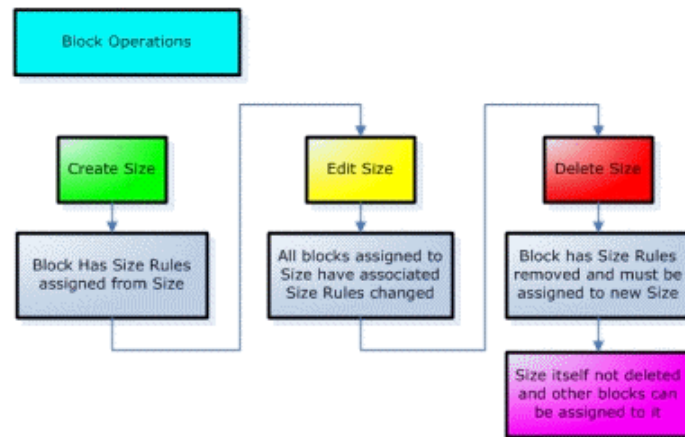 Block Operations
Create Size
Edit Size
Delete Size
Block Has Size Rules
assigned from Size
All blocks assigned to
Size have associated
Size Rules changed
Block has Size Rules
removed and must be
assigned to new Size
Size itself not deleted
and other blocks can
be assigned to it